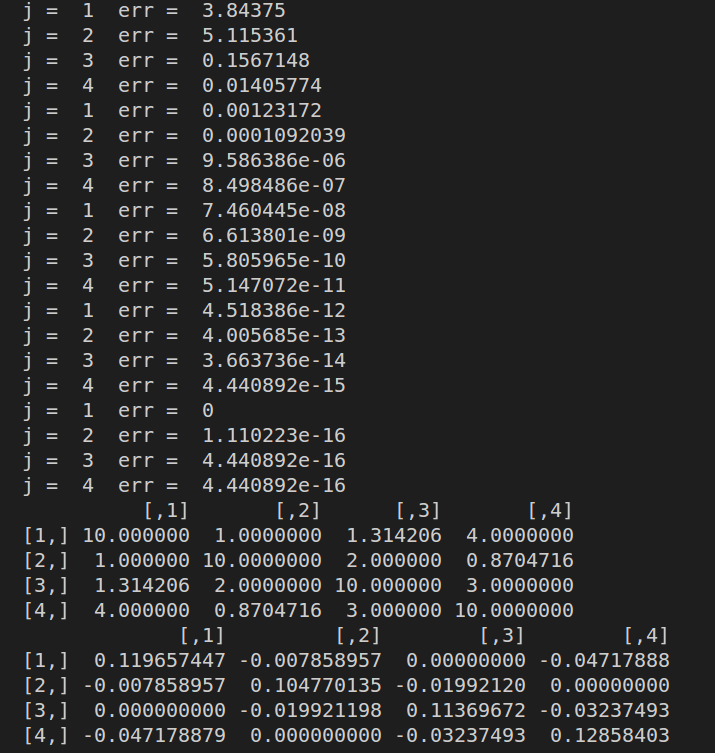 j =  1  err =  3.84375
j =  2  err =  5.115361
j =  3  err =  0.1567148
j =  4  err =  0.01405774
j =  1  err =  0.00123172
j =  2  err =  0.0001092039
j =  3  err =  9.586386e-06
j =  4  err =  8.498486e-07
j =  1  err =  7.460445e-08
j =  2  err =  6.613801e-09
j =  3  err =  5.805965e-10
j =  4  err =  5.147072e-11
j =  1  err =  4.518386e-12
j =  2  err =  4.005685e-13
j =  3  err =  3.663736e-14
j =  4  err =  4.440892e-15
j =  1  err =  0
j =  2  err =  1.110223e-16
j =  3  err =  4.440892e-16
j =  4  err =  4.440892e-16
          [,1]       [,2]      [,3]       [,4]
[1,] 10.000000  1.0000000  1.314206  4.0000000
[2,]  1.000000 10.0000000  2.000000  0.8704716
[3,]  1.314206  2.0000000 10.000000  3.0000000
[4,]  4.000000  0.8704716  3.000000 10.0000000
             [,1]         [,2]        [,3]        [,4]
[1,]  0.119657447 -0.007858957  0.00000000 -0.04717888
[2,] -0.007858957  0.104770135 -0.01992120  0.00000000
[3,]  0.000000000 -0.019921198  0.11369672 -0.03237493
[4,] -0.047178879  0.000000000 -0.03237493  0.12858403